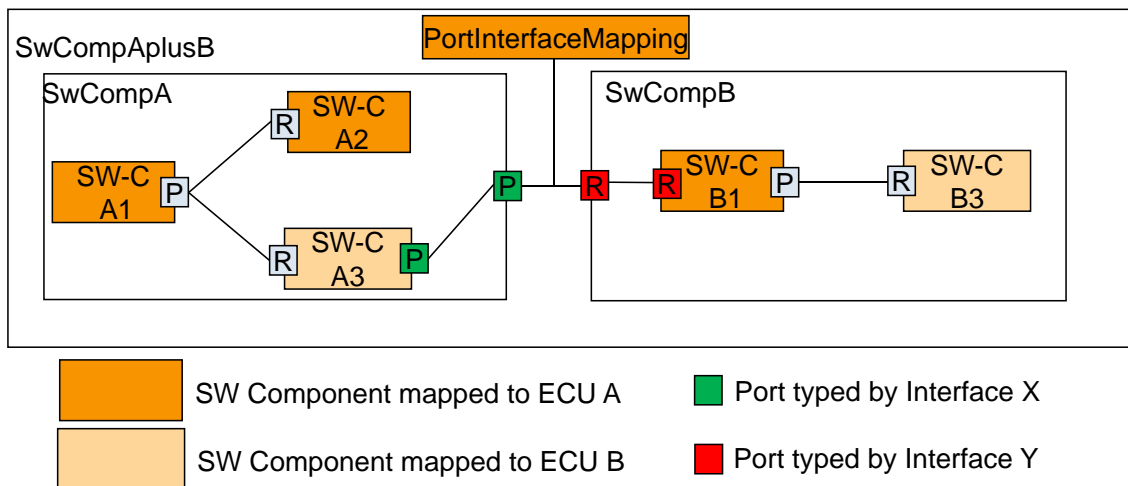 PortInterfaceMapping
SwCompAplusB
SwCompA
SwCompB
SW-C
A2
R
SW-C
A1
P
SW-C
A3
R
P
P
R
R
SW-C
B1
P
R
SW-C
B3
SW Component mapped to ECU A
Port typed by Interface X
SW Component mapped to ECU B
Port typed by Interface Y